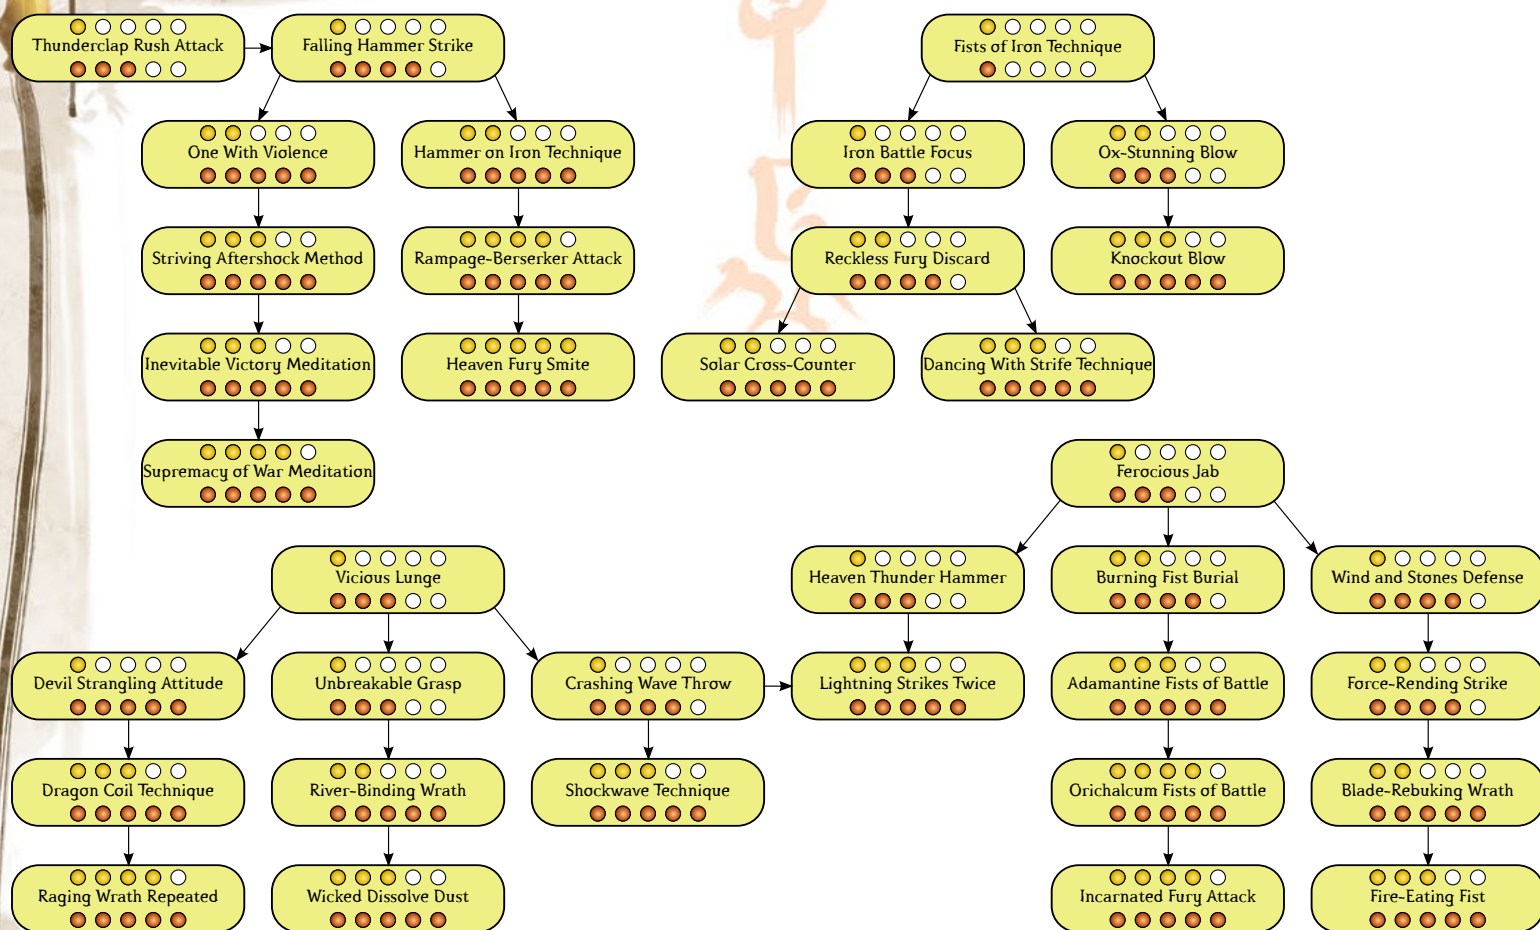 Thunderclap Rush Attack
Falling Hammer Strike
Fists of Iron Technique
One With Violence
Hammer on Iron Technique
Iron Battle Focus
Ox-Stunning Blow
Striving Aftershock Method
Rampage-Berserker Attack
Reckless Fury Discard
Knockout Blow
Inevitable Victory Meditation
Heaven Fury Smite
Solar Cross-Counter
Dancing With Strife Technique
Supremacy of War Meditation
Ferocious Jab
Vicious Lunge
Heaven Thunder Hammer
Burning Fist Burial
Wind and Stones Defense
Devil Strangling Attitude
Unbreakable Grasp
Crashing Wave Throw
Lightning Strikes Twice
Adamantine Fists of Battle
Force-Rending Strike
Dragon Coil Technique
River-Binding Wrath
Shockwave Technique
Orichalcum Fists of Battle
Blade-Rebuking Wrath
Raging Wrath Repeated
Wicked Dissolve Dust
Incarnated Fury Attack
Fire-Eating Fist